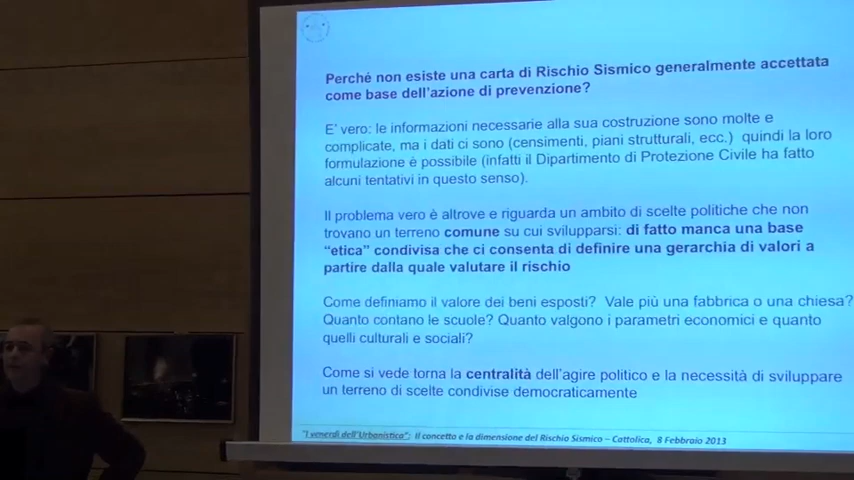 Perché non esiste una carta di Rischio Sismico generalmente accettata
come base dell'azione di prevenzione?
E' vero: le informazioni necessarie alla sua costruzione sono molte e
complicate, ma i dati ci sono (censimenti, piani strutturali, ecc.) quindi la loro
formulazione è possibile (infatti il Dipartimento di Protezione Civile ha fatto
alcuni tentativi in questo senso).
Il problema vero è altrove e riguarda un ambito di scelte politiche che non
trovano un terreno comune su cui svilupparsi: di fatto manca una base
"etica" condivisa che ci consenta di definire una gerarchia di valori a
partire dalla quale valutare il rischio
Come definiamo il valore dei beni esposti? Vale più una fabbrica o una chiesa?
Quanto contano le scuole? Quanto valgono i parametri economici e quanto
quelli culturali e sociali?
Come si vede torna la centralità dell'agire politico e la necessità di sviluppare
un terreno di scelte condivise democraticamente
"I venerdì dell'Urbanistica": Il concetto e la dimensione del Rischio Sismico – Cattolica, 8 Febbraio 2013